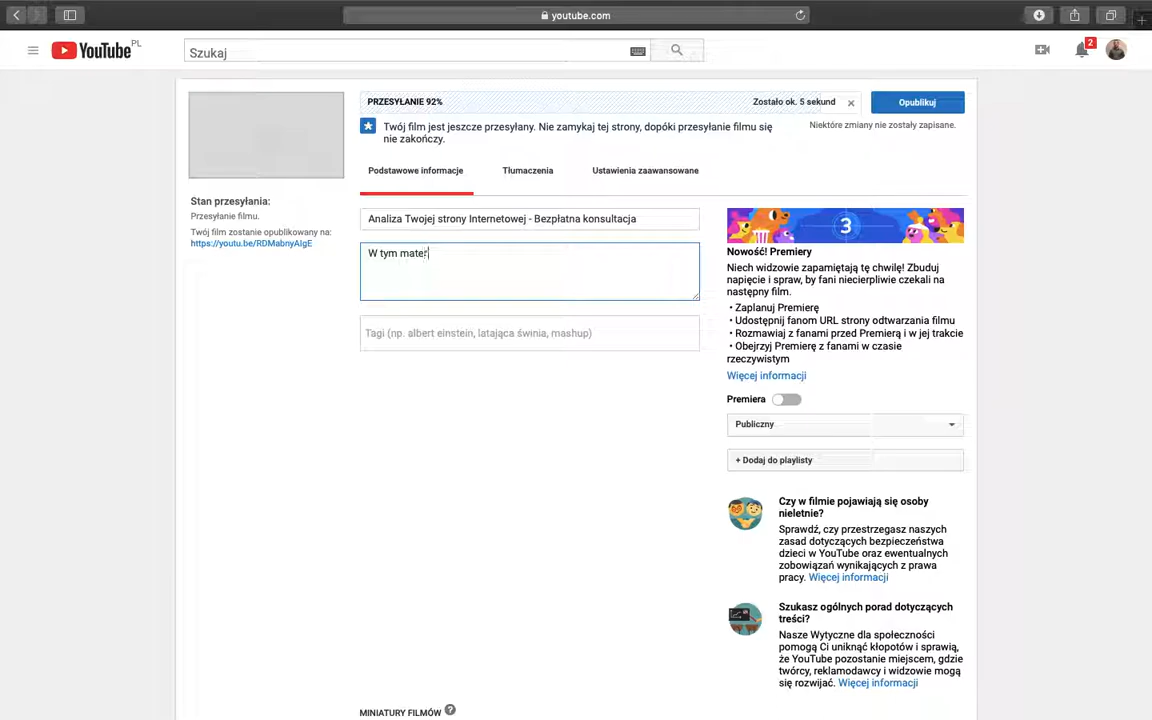 youtube.com
YouTube PL
Szukaj
2
PRZESYŁANIE 92%
Zostało ok. 5 sekund
Opublikuj
Twój film jest jeszcze przesyłany. Nie zamykaj tej strony, dopóki przesyłanie filmu się
nie zakończy.
Niektóre zmiany nie zostały zapisane.
Podstawowe informacje
Tłumaczenia
Ustawienia zaawansowane
Stan przesyłania:
Przesyłanie filmu.
Twój film zostanie opublikowany na:
https://youtu.be/RDMabnyAlgE
Analiza Twojej strony Internetowej - Bezpłatna konsultacja
W tym mater
Tagi (np. albert einstein, latająca świnia, mashup)
3
Nowość! Premiery
Niech widzowie zapamiętają tę chwilę! Zbuduj
napięcie i spraw, by fani niecierpliwie czekali na
następny film.
• Zaplanuj Premierę
• Udostępnij fanom URL strony odtwarzania filmu
• Rozmawiaj z fanami przed Premierą i w jej trakcie
• Obejrzyj Premierę z fanami w czasie
rzeczywistym
Więcej informacji
Premiera
Publiczny
+ Dodaj do playlisty
Czy w filmie pojawiają się osoby
nieletnie?
Sprawdź, czy przestrzegasz naszych
zasad dotyczących bezpieczeństwa
dzieci w YouTube oraz ewentualnych
zobowiązań wynikających z prawa
pracy. Więcej informacji
Szukasz ogólnych porad dotyczących
treści?
Nasze Wytyczne dla społeczności
pomogą Ci uniknąć kłopotów i sprawią,
że YouTube pozostanie miejscem, gdzie
twórcy, reklamodawcy i widzowie mogą
się rozwijać. Więcej informacji
MINIATURY FILMÓW ?